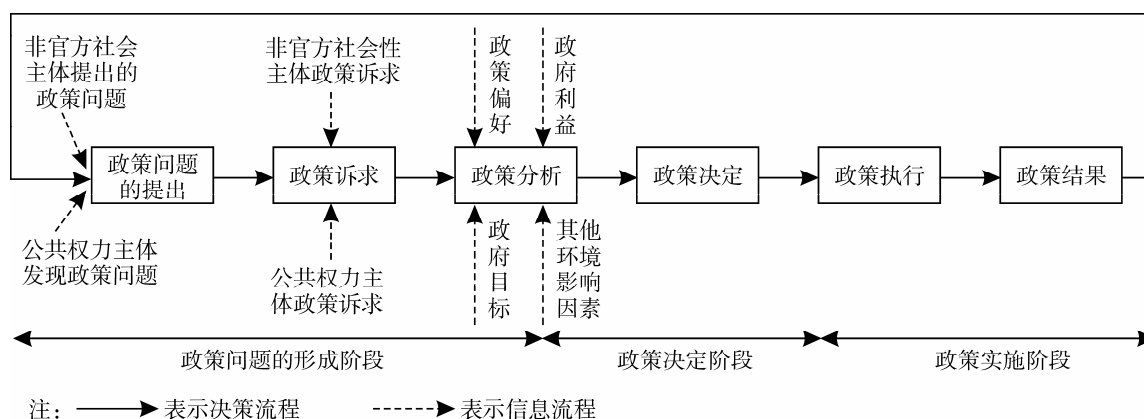 非官方社会
主体提出的
政策问题
非官方社会性
主体政策诉求
政策偏好
政府利益
政策问题
的提出
政策诉求
政策分析
政策决定
政策执行
政策结果
公共权力主体
发现政策问题
公共权力主
体政策诉求
政府目标
其他
环境
影响
因素
政策问题的形成阶段
政策决定阶段
政策实施阶段
注: 表示决策流程 表示信息流程